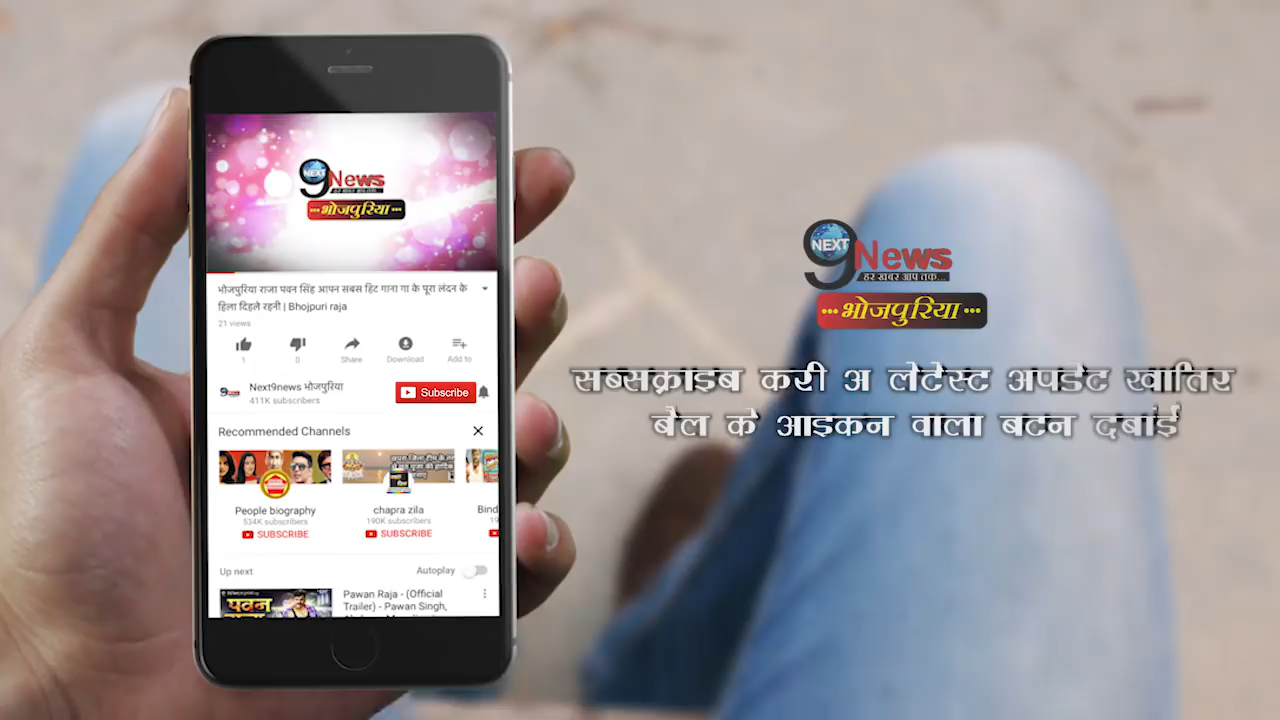 NEXT
9 News
भोजपुरिया
भोजपुरिया राजा पवन सिंह आपन सबस हिट गाना गा के पूरा लंदन के
हिला दिहले रहनी | Bhojpuri raja
21 views
1
0
Share
Download
Add to
Next9news भोजपुरिया
411K subscribers
Subscribe
Recommended Channels
People biography
534K subscribers
SUBSCRIBE
chapra zila
190K subscribers
SUBSCRIBE
Bind
Up next
Autoplay
पवन
Pawan Raja - (Official
Trailer) - Pawan Singh,
NEXT
9 News
हर खबर आप तक...
भोजपुरिया
सब्सक्राइब करी अ लेटेस्ट अपडेट खातिर
बैल के आइकन वाला बटन दबाई